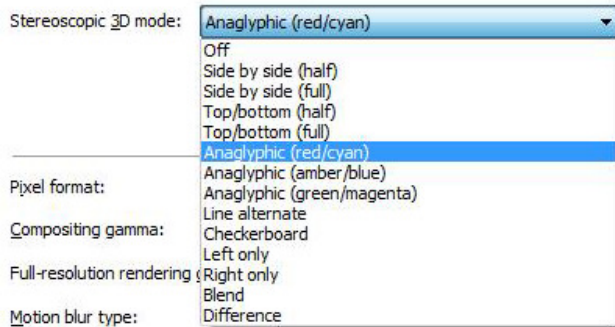 Stereoscopic 3D mode: Anaglyphic (red/cyan)
Off
Side by side (half)
Side by side (full)
Top/bottom (half)
Top/bottom (full)
Anaglyphic (red/cyan)
Anaglyphic (amber/blue)
Pixel format: Anaglyphic (green/magenta)
Line alternate
Compositing gamma: Checkerboard
Left only
Full-resolution rendering Right only
Blend
Motion blur type: Difference